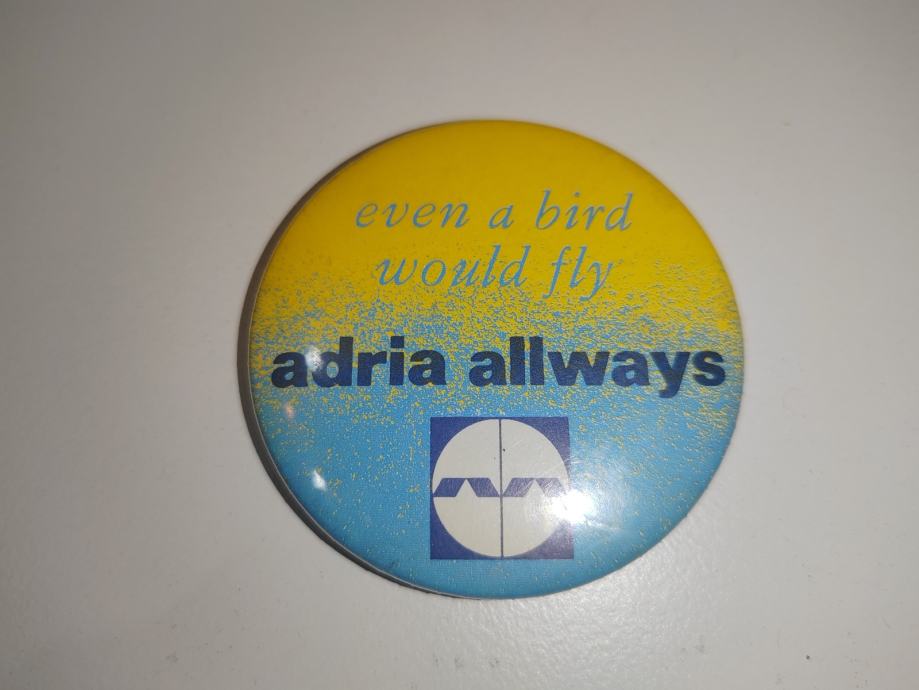 even a bird
would fly
adria allways